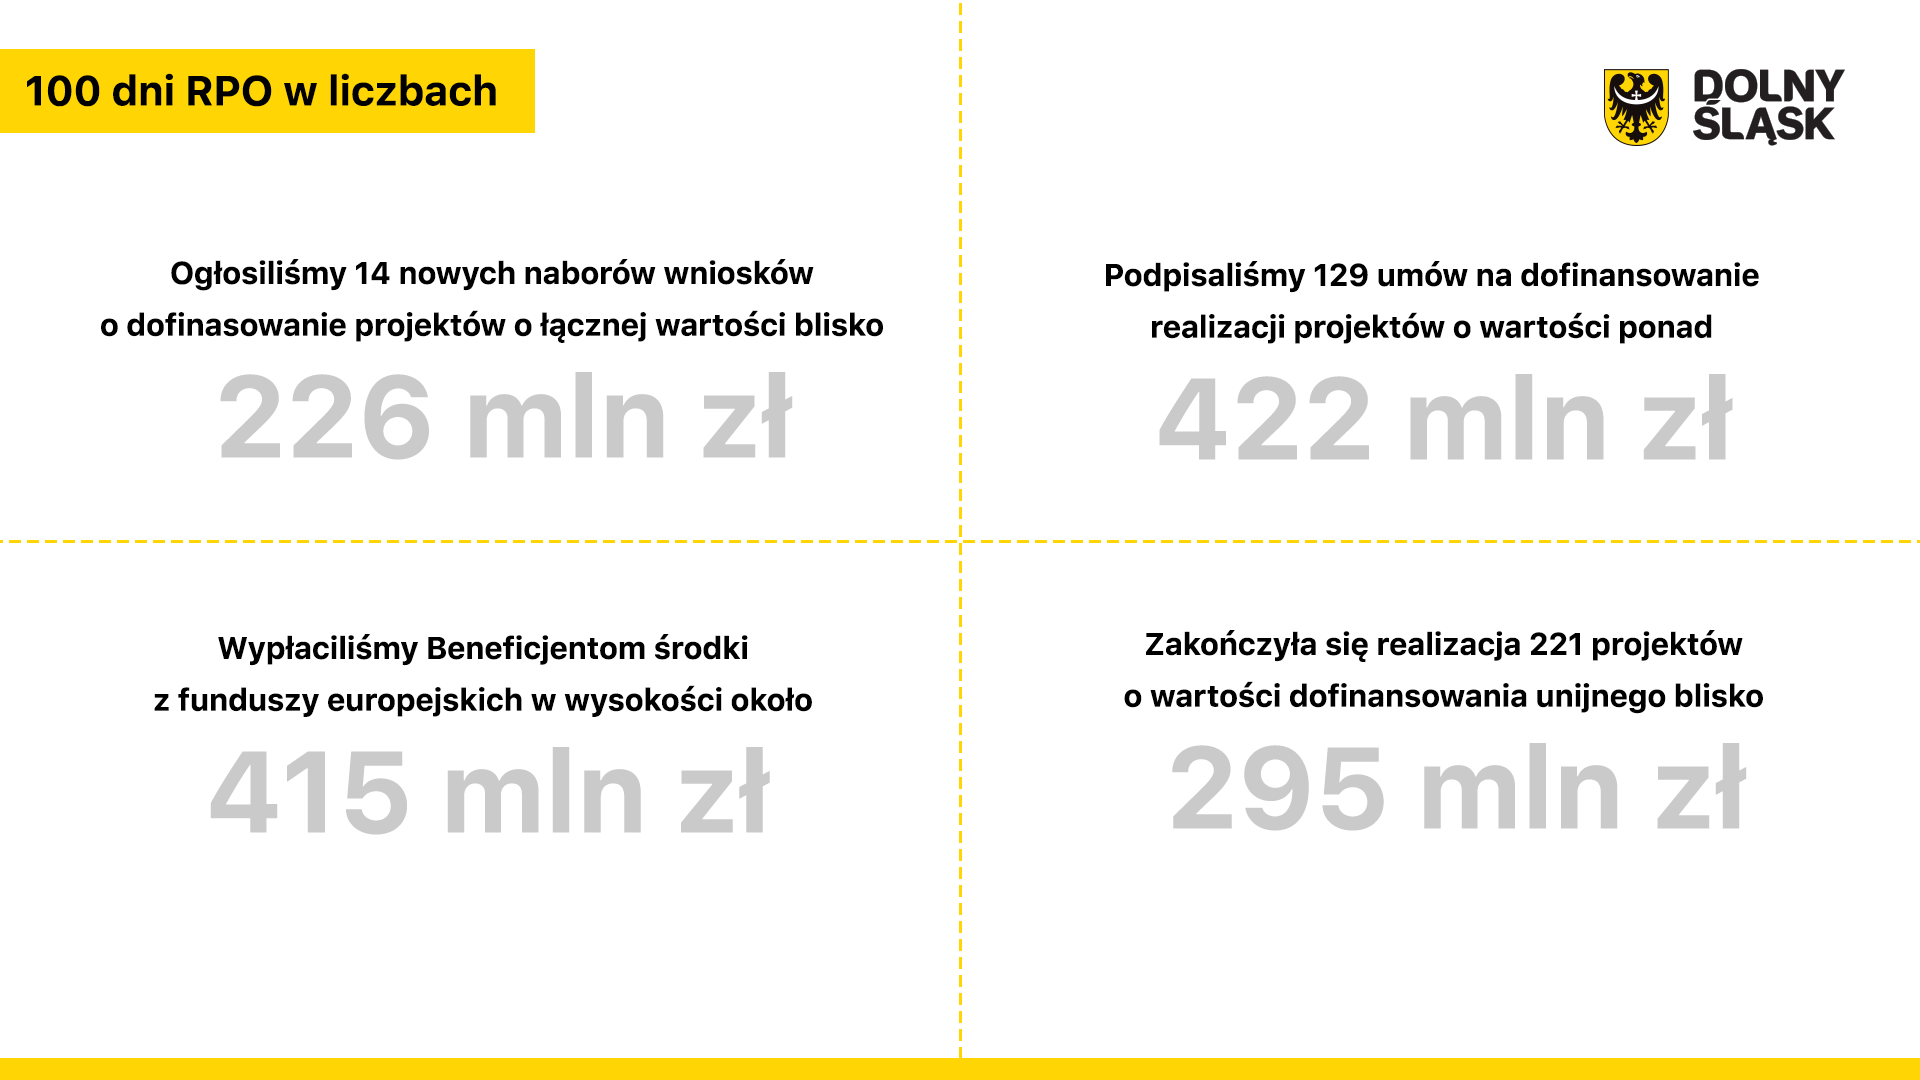 100 dni RPO w liczbach
DOLNY
ŚLĄSK
Ogłosiliśmy 14 nowych naborów wniosków
o dofinasowanie projektów o łącznej wartości blisko
226 mln zł
Podpisaliśmy 129 umów na dofinansowanie
realizacji projektów o wartości ponad
422 mln zł
Wypłaciliśmy Beneficjentom środki
z funduszy europejskich w wysokości około
415 mln zł
Zakończyła się realizacja 221 projektów
o wartości dofinansowania unijnego blisko
295 mln zł